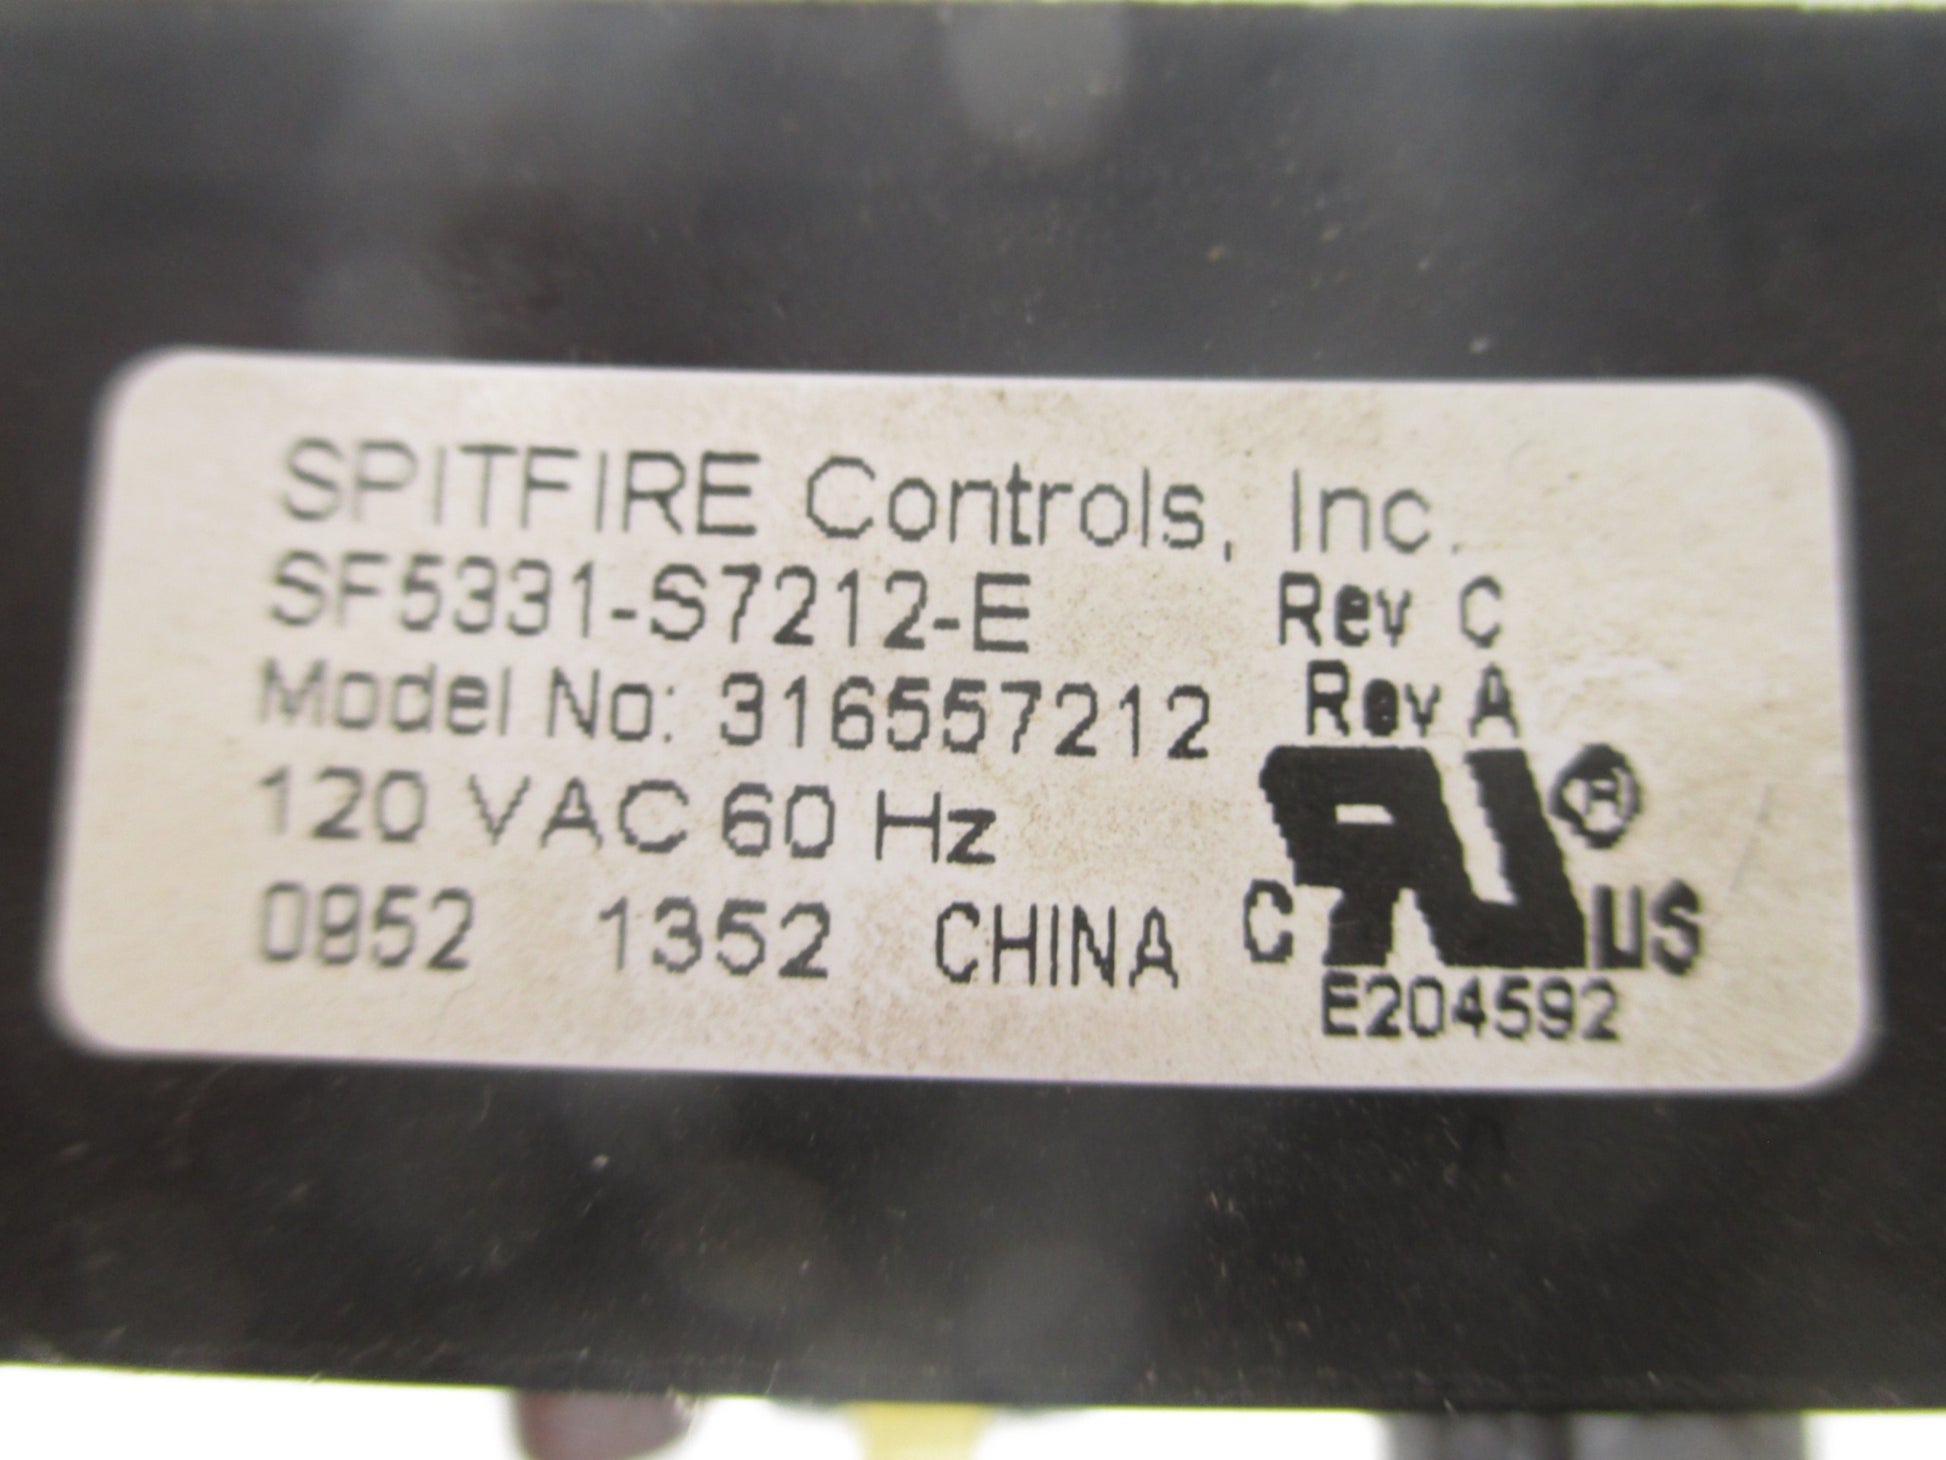 SPITFIRE Controls, Inc.
SF5331-S7212-E Rev C
Model No: 316557212 Rev A
120 VAC 60 Hz
0852 1352 CHINA
C RU ® US
E204592